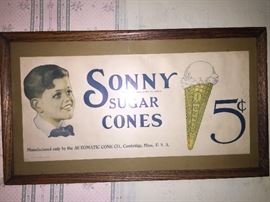 SONNY
SUGAR
CONES
5¢
Manufactured only by the AUTOMATIC CONE CO., Cambridge, Mass., U. S. A.